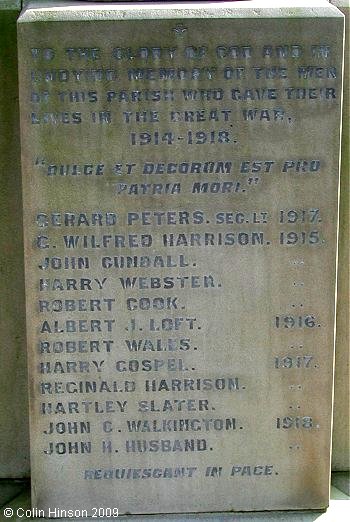 TO THE GLORY OF GOD AND IN
LOVING MEMORY OF THE MEN
OF THIS PARISH WHO GAVE THEIR
LIVES IN THE GREAT WAR,
1914-1918.
"DULCE ET DECORUM EST PRO
PATRIA MORI."
GERARD PETERS. SEC. LT 1917.
G. WILFRED HARRISON. 1915.
JOHN CUNDALL. ..
HARRY WEBSTER. ..
ROBERT COOK. ..
ALBERT J. LOFT. 1916.
ROBERT WALES. ..
HARRY GOSPEL. 1917.
REGINALD HARRISON. ..
HARTLEY SLATER. ..
JOHN C. WALKINGTON. 1918.
JOHN H. HUSBAND. ..
REQUIESCANT IN PACE.
©Colin Hinson 2009